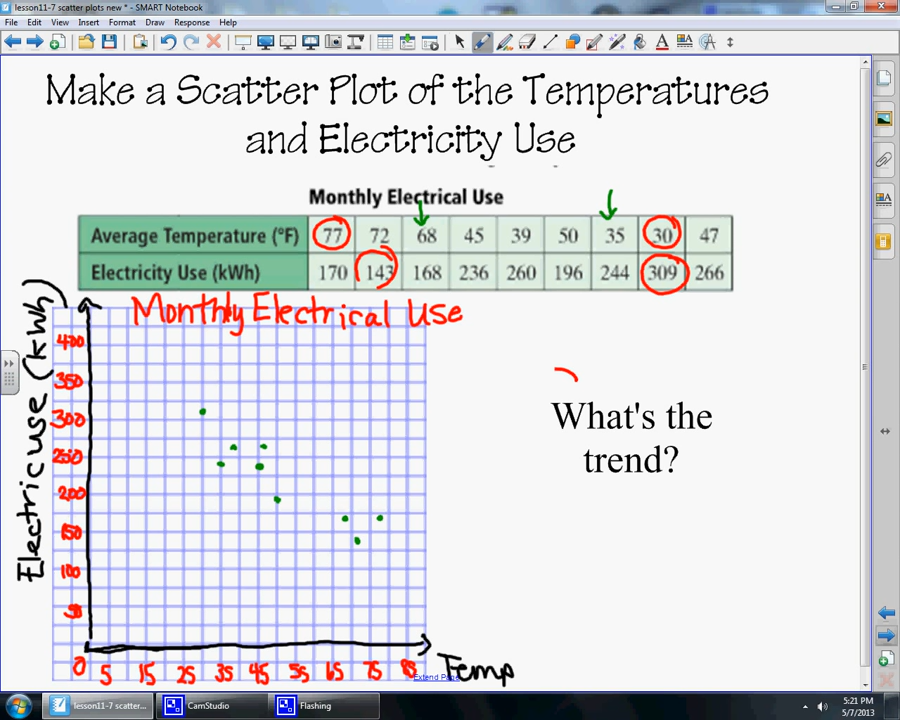 lesson11-7 scatter plots new * - SMART Notebook
File Edit View Insert Format Draw Response Help
Make a Scatter Plot of the Temperatures
and Electricity Use
Monthly Electrical Use
Average Temperature (°F) 77 72 68 45 39 50 35 30 47
Electricity Use (kWh) 170 143 168 236 260 196 244 309 266
Monthly Electrical Use
Electric use (kWh)
400
350
300
250
200
150
100
50
0 5 15 25 35 45 55 65 75 85
Temp
What's the
trend?
Extend Page
lesson11-7 scatter... CamStudio Flashing
5:21 PM
5/7/2013